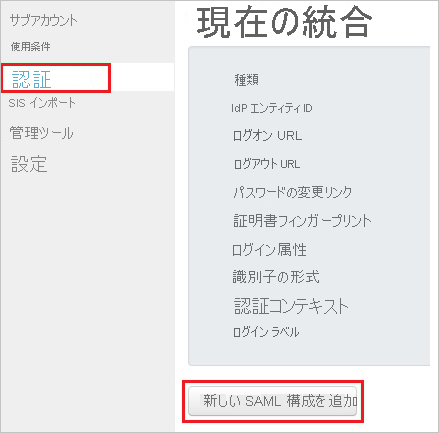 サブアカウント
使用条件
認証
SIS インポート
管理ツール
設定
現在の統合
種類
IdP エンティティ ID
ログオン URL
ログアウト URL
パスワードの変更リンク
証明書フィンガープリント
ログイン属性
識別子の形式
認証コンテキスト
ログイン ラベル
新しい SAML 構成を追加